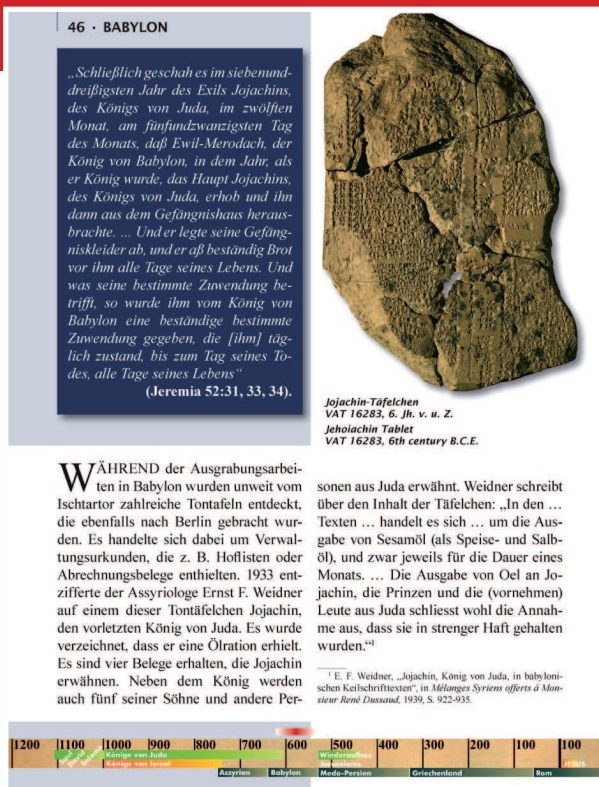 46 · BABYLON
„Schließlich geschah es im siebenund-
dreißigsten Jahr des Exils Jojachins,
des Königs von Juda, im zwölften
Monat, am fünfundzwanzigsten Tag
des Monats, daß Ewil-Merodach, der
König von Babylon, in dem Jahr, als
er König wurde, das Haupt Jojachins,
des Königs von Juda, erhob und ihn
dann aus dem Gefängnishaus heraus-
brachte. ... Und er legte seine Gefäng-
niskleider ab, und er aß beständig Brot
vor ihm alle Tage seines Lebens. Und
was seine bestimmte Zuwendung be-
trifft, so wurde ihm vom König von
Babylon eine beständige bestimmte
Zuwendung gegeben, die [ihm] täg-
lich zustand, bis zum Tag seines To-
des, alle Tage seines Lebens“
(Jeremia 52:31, 33, 34).
Jojachin-Täfelchen
VAT 16283, 6. Jh. v. u. Z.
Jehoiachin Tablet
VAT 16283, 6th century B.C.E.
WÄHREND der Ausgrabungsarbei-
ten in Babylon wurden unweit vom
Ischtartor zahlreiche Tontafeln entdeckt,
die ebenfalls nach Berlin gebracht wur-
den. Es handelte sich dabei um Verwal-
tungsurkunden, die z. B. Hoflisten oder
Abrechnungsbelege enthielten. 1933 ent-
zifferte der Assyriologe Ernst F. Weidner
auf einem dieser Tontäfelchen Jojachin,
den vorletzten König von Juda. Es wurde
verzeichnet, dass er eine Ölration erhielt.
Es sind vier Belege erhalten, die Jojachin
erwähnen. Neben dem König werden
auch fünf seiner Söhne und andere Per-
sonen aus Juda erwähnt. Weidner schreibt
über den Inhalt der Täfelchen: „In den ...
Texten ... handelt es sich ... um die Aus-
gabe von Sesamöl (als Speise- und Salb-
öl), und zwar jeweils für die Dauer eines
Monats. ... Die Ausgabe von Oel an Jo-
jachin, die Prinzen und die (vornehmen)
Leute aus Juda schliesst wohl die Annah-
me aus, dass sie in strenger Haft gehalten
wurden.“¹
¹ E. F. Weidner, „Jojachin, König von Juda, in babyloni-
schen Keilschrifttexten“, in Mélanges Syriens offerts à Mon-
sieur René Dussaud, 1939, S. 922-935.
1200 1100 1000 900 800 700 600 500 400 300 200 100 100
Saul
David
Salomo
Könige von Juda
Könige von Israel
Wiederaufbau
Jerusalems
JESUS
Assyrien Babylon Medo-Persien Griechenland Rom